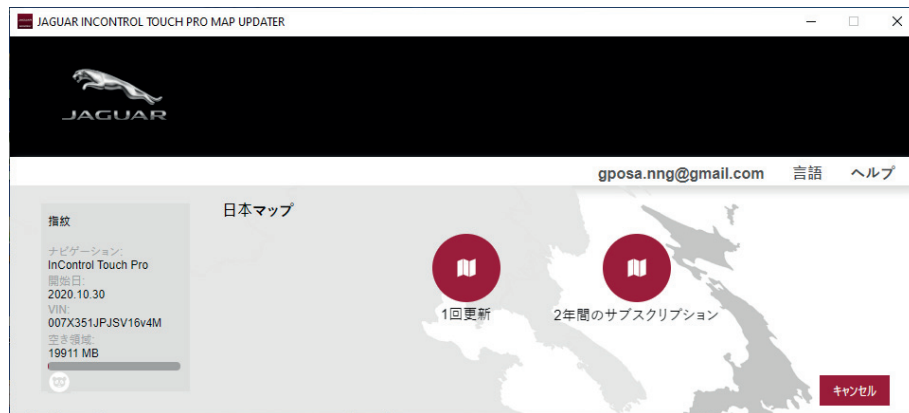 JAGUAR INCONTROL TOUCH PRO MAP UPDATER
JAGUAR
gposa.nng@gmail.com 言語 ヘルプ
日本マップ
指紋
ナビゲーション:
InControl Touch Pro
開始日:
2020.10.30
VIN:
007X351JPJSV16v4M
空き領域:
19911 MB
1回更新
2年間のサブスクリプション
キャンセル